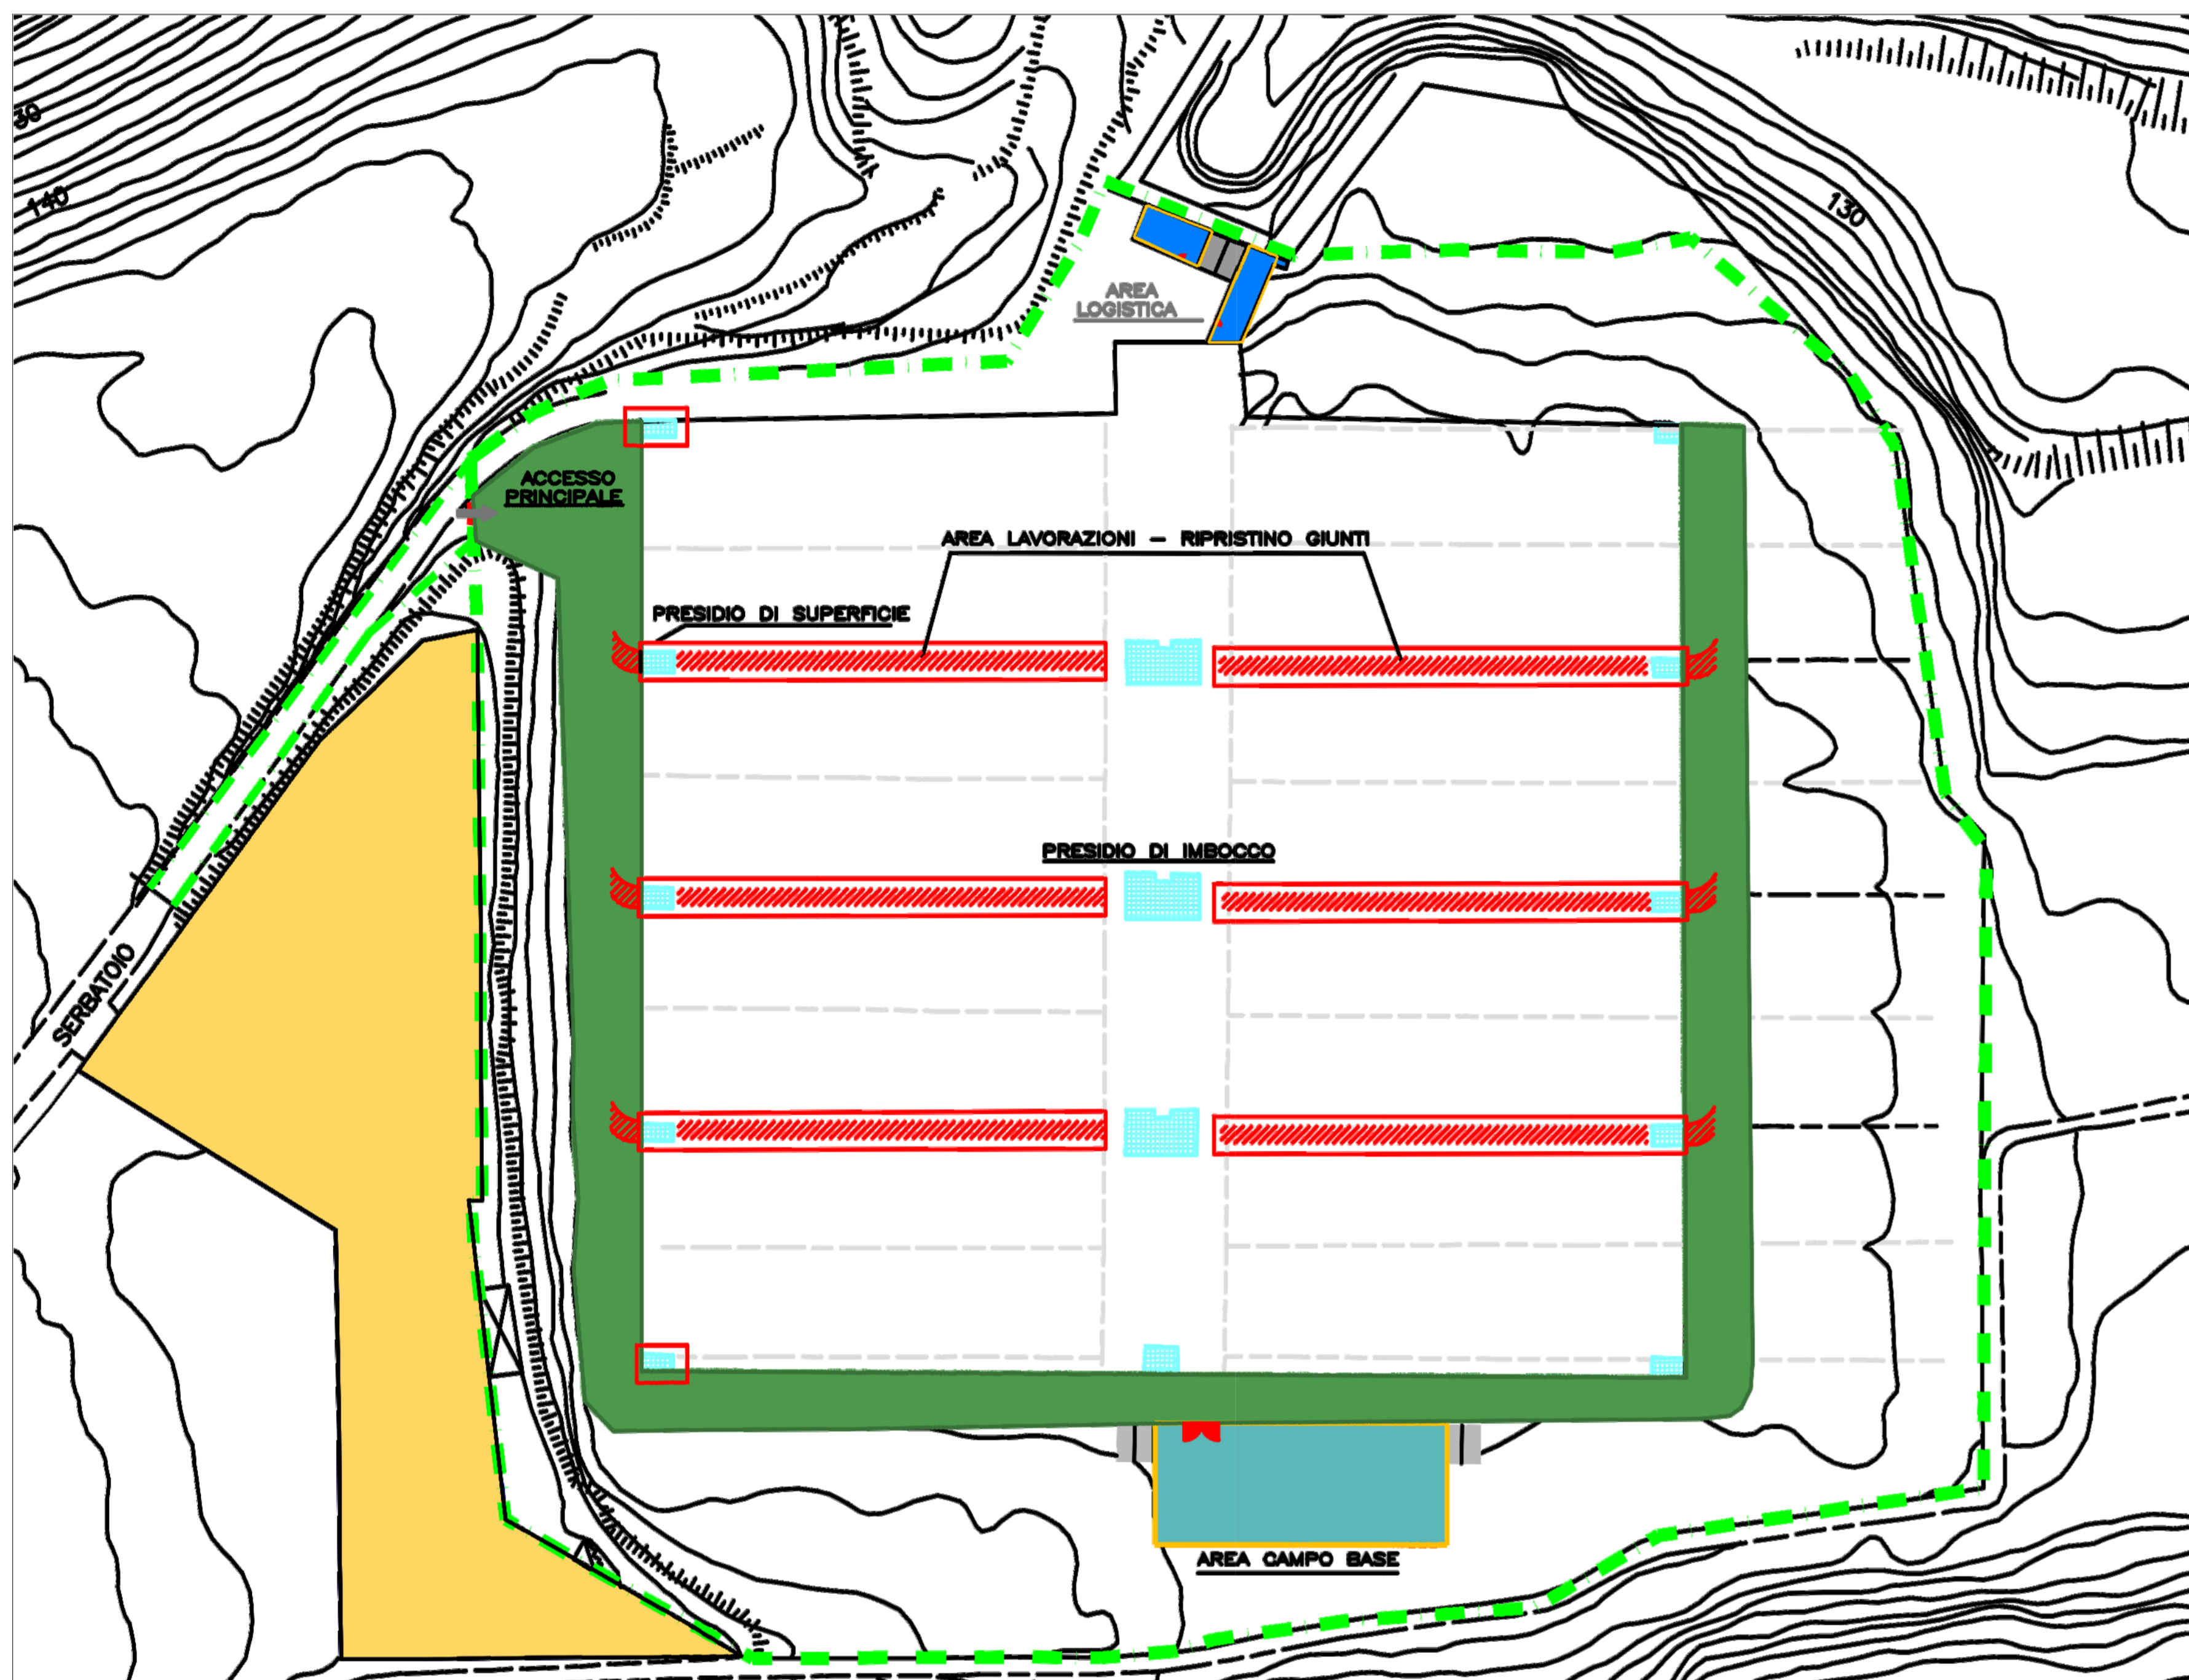 30
140
130
AREA
LOGISTICA
ACCESSO
PRINCIPALE
AREA LAVORAZIONI – RIPRISTINO GIUNTI
PRESIDIO DI SUPERFICIE
PRESIDIO DI IMBOCCO
SERBATOIO
AREA CAMPO BASE